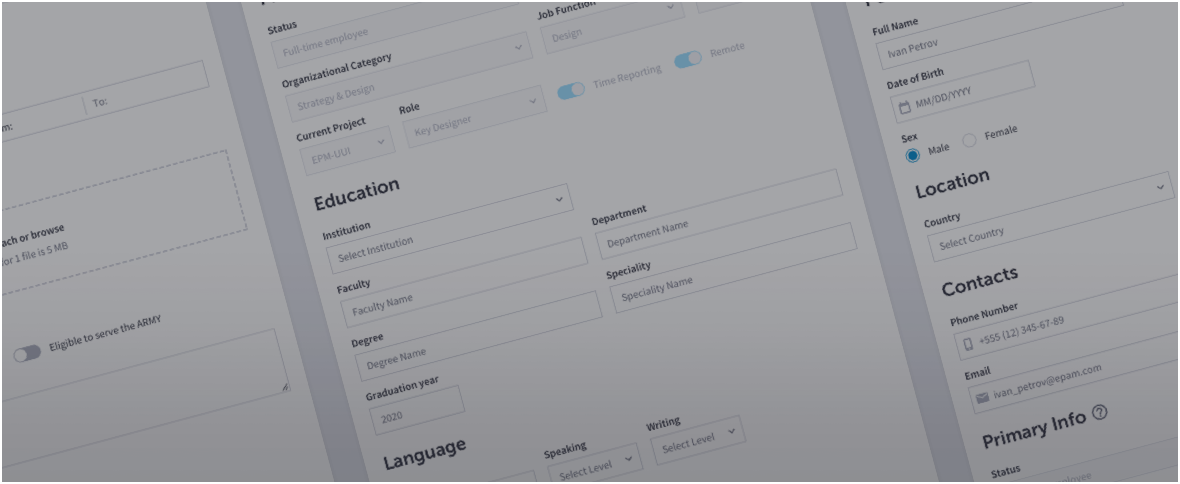 m:
To:
ach or browse
or 1 file is 5 MB
Eligible to serve the ARMY
Status
Full-time employee
Job Function
Design
Organizational Category
Strategy & Design
Time Reporting
Remote
Current Project
EPM-UUI
Role
Key Designer
Education
Institution
Select Institution
Department
Department Name
Faculty
Faculty Name
Speciality
Speciality Name
Degree
Degree Name
Graduation year
2020
Language
Speaking
Select Level
Writing
Select Level
Full Name
Ivan Petrov
Date of Birth
MM/DD/YYYY
Sex
Male
Female
Location
Country
Select Country
Contacts
Phone Number
+555 (12) 345-67-89
Email
ivan_petrov@epam.com
Primary Info
?
Status
ployee